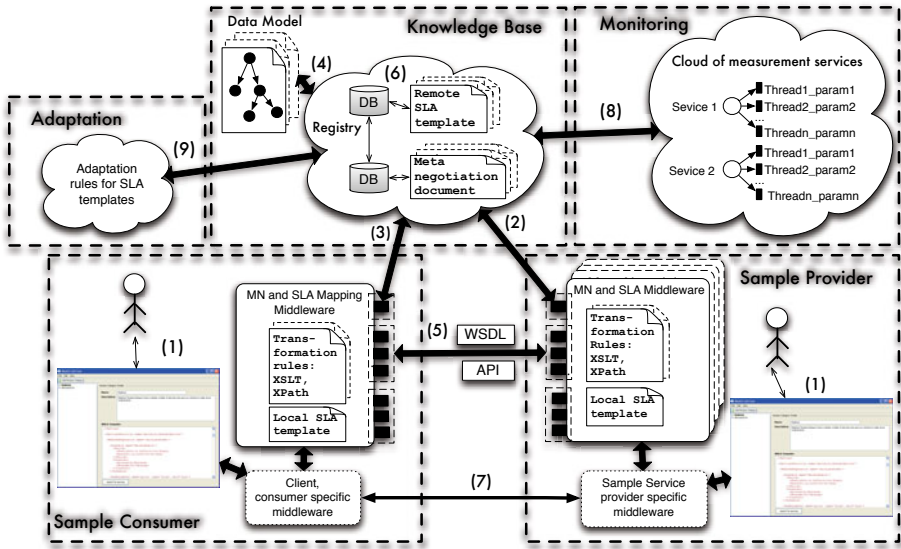 Data Model
Knowledge Base
Monitoring
(4)
(6)
DB
Remote
SLA
template
Registry
DB
Meta
negotiation
document
(8)
Cloud of measurement services
Sevice 1
Thread1_param1
Thread2_param2
...
Threadn_paramn
Sevice 2
Thread1_param1
Thread2_param2
...
Threadn_paramn
Adaptation
Adaptation
rules for SLA
templates
(9)
(3)
(2)
MN and SLA Mapping
Middleware
Trans-
formation
rules:
XSLT,
XPath
Local SLA
template
(1)
(5)
WSDL
API
MN and SLA Middleware
Trans-
formation
Rules:
XSLT,
XPath
Local SLA
template
Sample Provider
(1)
Client,
consumer specific
middleware
(7)
Sample Service
provider specific
middleware
Sample Consumer